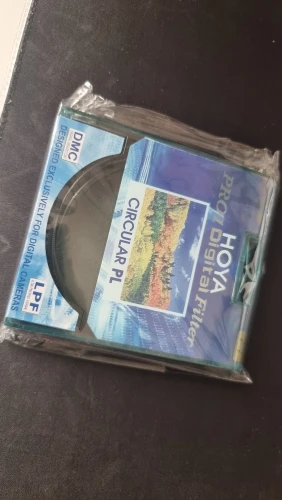 HOYA
PRO1 Digital Filter
CIRCULAR PL
DMC
LPF
DESIGNED EXCLUSIVELY FOR DIGITAL CAMERAS